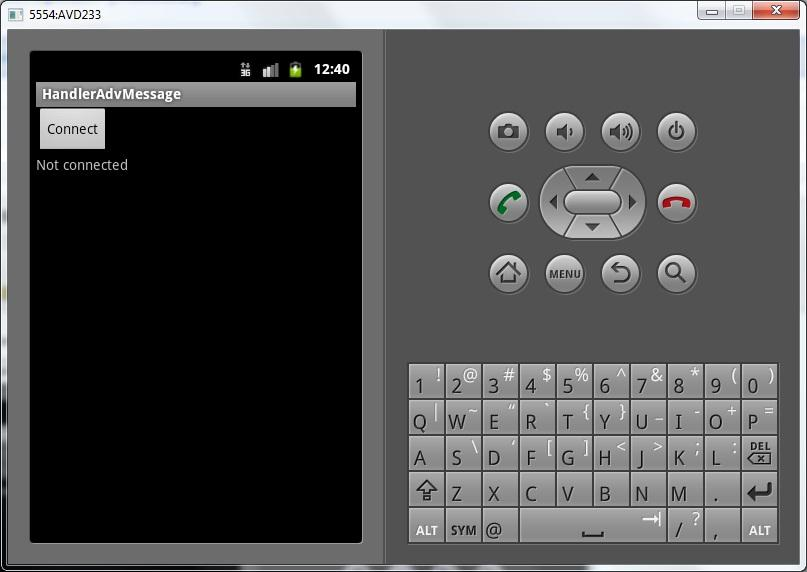 5554:AVD233
3G 12:40
HandlerAdvMessage
Connect
Not connected
MENU
1 ! 2 @ 3 # 4 $ 5 % 6 ^ 7 & 8 * 9 ( 0 )
Q | W ~ E “ R ` T { Y } U _ I - O + P =
A S \ D ' F [ G ] H < J > K ; L : DEL
Z X C V B N M .
ALT SYM @ / ? , ALT